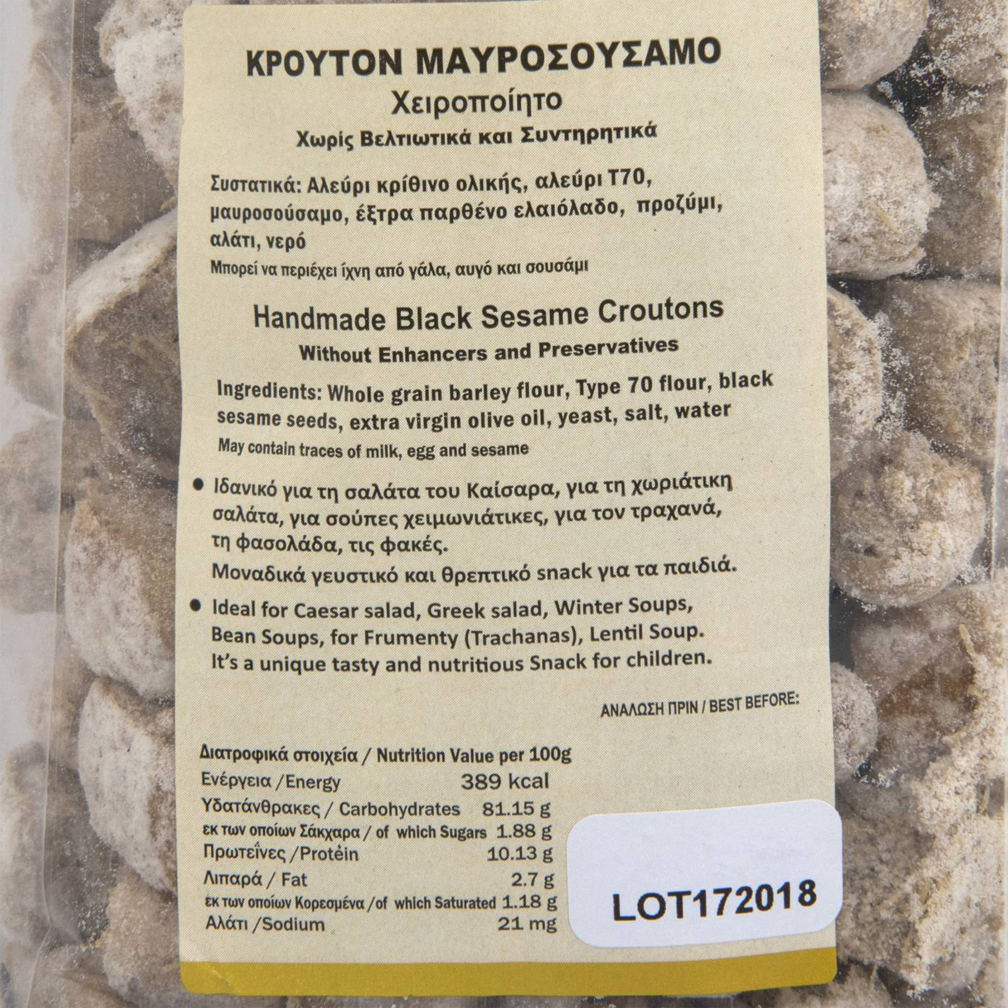 ΚΡΟΥΤΟΝ ΜΑΥΡΟΣΟΥΣΑΜΟ
Χειροποίητο
Χωρίς Βελτιωτικά και Συντηρητικά
Συστατικά: Αλεύρι κρίθινο ολικής, αλεύρι Τ70,
μαυροσούσαμο, έξτρα παρθένο ελαιόλαδο, προζύμι,
αλάτι, νερό
Μπορεί να περιέχει ίχνη από γάλα, αυγό και σουσάμι
Handmade Black Sesame Croutons
Without Enhancers and Preservatives
Ingredients: Whole grain barley flour, Type 70 flour, black
sesame seeds, extra virgin olive oil, yeast, salt, water
May contain traces of milk, egg and sesame
• Ιδανικό για τη σαλάτα του Καίσαρα, για τη χωριάτικη
σαλάτα, για σούπες χειμωνιάτικες, για τον τραχανά,
τη φασολάδα, τις φακές.
Μοναδικά γευστικό και θρεπτικό snack για τα παιδιά.
• Ideal for Caesar salad, Greek salad, Winter Soups,
Bean Soups, for Frumenty (Trachanas), Lentil Soup.
It's a unique tasty and nutritious Snack for children.
ΑΝΑΛΩΣΗ ΠΡΙΝ / BEST BEFORE:
Διατροφικά στοιχεία / Nutrition Value per 100g
Ενέργεια /Energy 389 kcal
Υδατάνθρακες / Carbohydrates 81.15 g
εκ των οποίων Σάκχαρα / of which Sugars 1.88 g
Πρωτεΐνες /Protein 10.13 g
Λιπαρά / Fat 2.7 g
εκ των οποίων Κορεσμένα /of which Saturated 1.18 g
Αλάτι /Sodium 21 mg
LOT172018